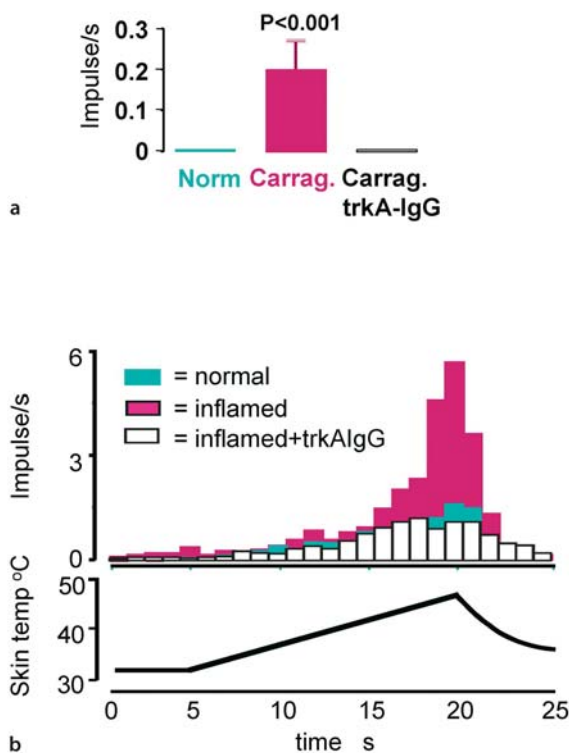 P<0.001
Impulse/s
0.3
0.2
0.1
0
Norm Carrag. Carrag.
trkA-IgG
a
Impulse/s
6
3
0
= normal
= inflamed
= inflamed+trkAIgG
Skin temp ºC
50
40
30
0 5 10 15 20 25
time s
b